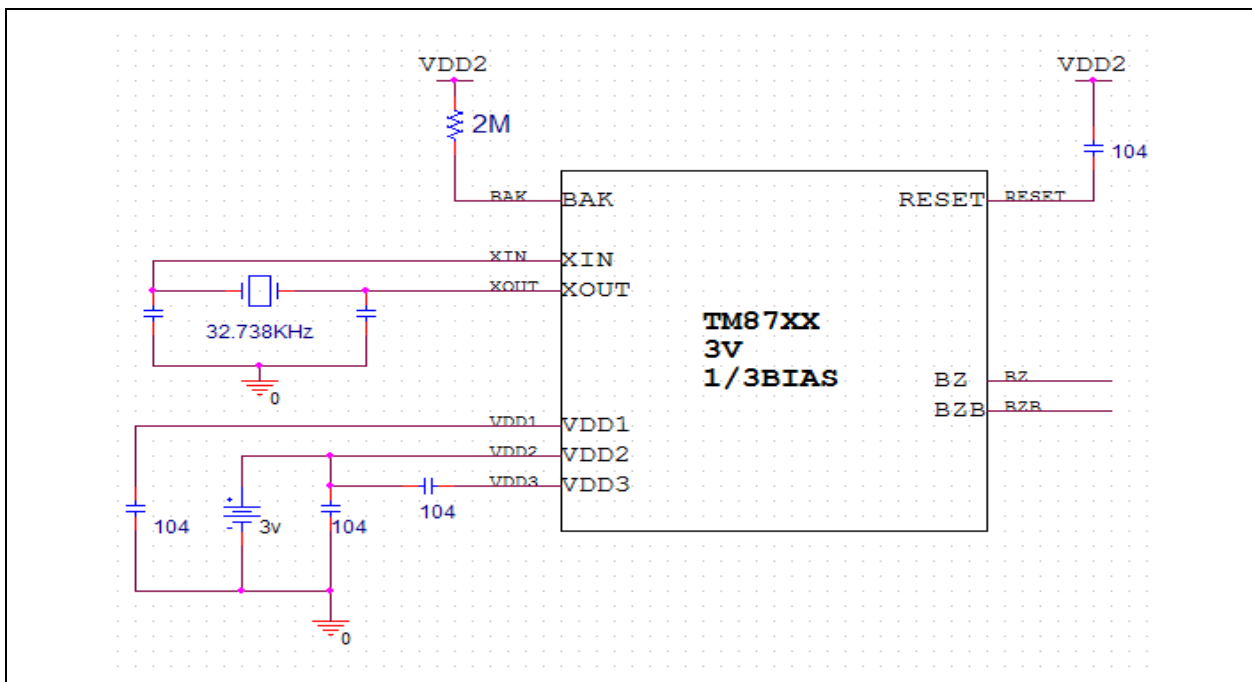 VDD2
VDD2
2M
104
BAK
BAK
RESET
RESET
XIN
XIN
XOUT
XOUT
32.738KHz
0
TM87XX
3V
1/3BIAS
BZ
BZ
BZB
BZB
VDD1
VDD1
VDD2
VDD2
VDD3
VDD3
104
104
+
-
3v
104
0